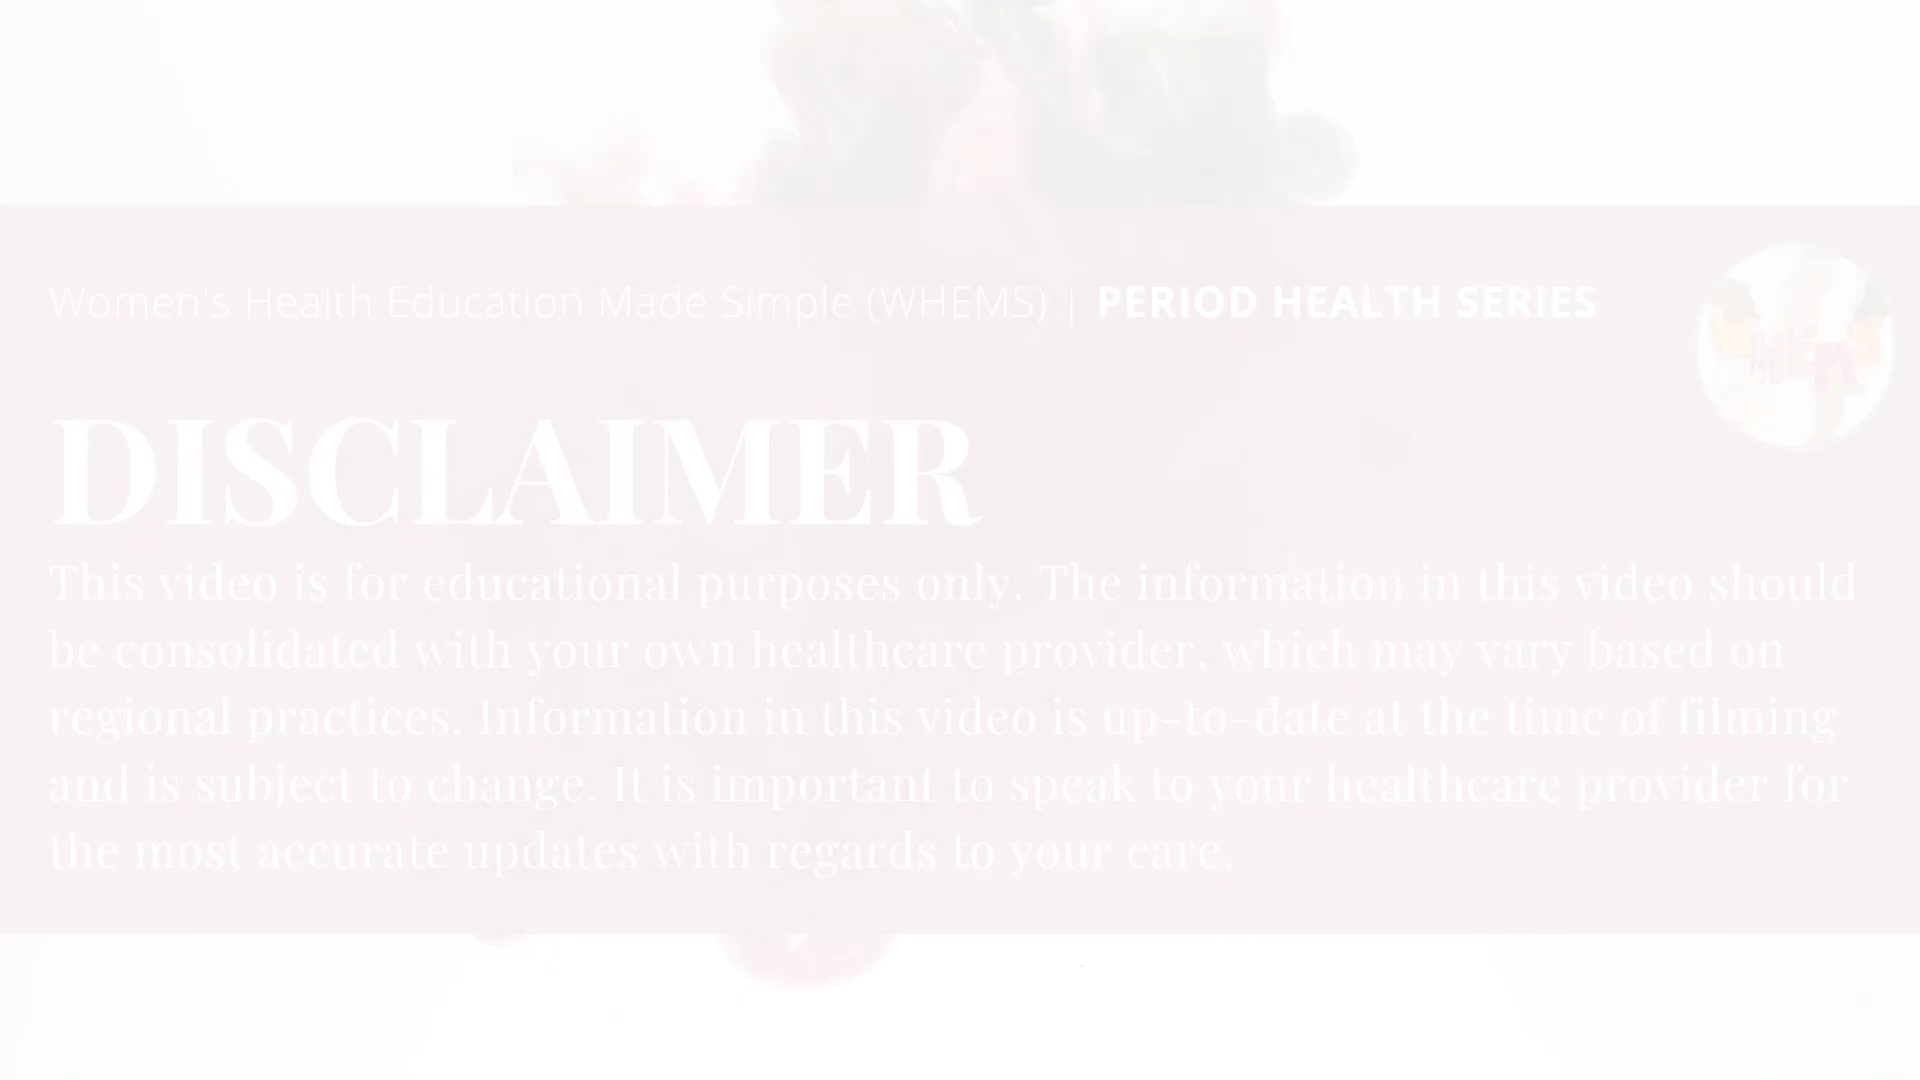 Women's Health Education Made Simple (WHEMS) | PERIOD HEALTH SERIES
DISCLAIMER
This video is for educational purposes only. The information in this video should
be consolidated with your own healthcare provider, which may vary based on
regional practices. Information in this video is up-to-date at the time of filming
and is subject to change. It is important to speak to your healthcare provider for
the most accurate updates with regards to your care.